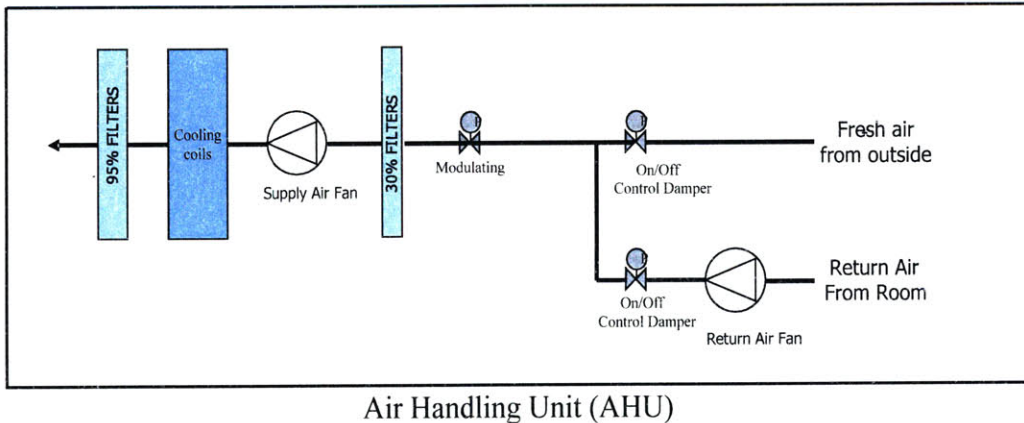 95% FILTERS
Cooling
coils
Supply Air Fan
30% FILTERS
Modulating
On/Off
Control Damper
Fresh air
from outside
On/Off
Control Damper
Return Air Fan
Return Air
From Room
Air Handling Unit (AHU)